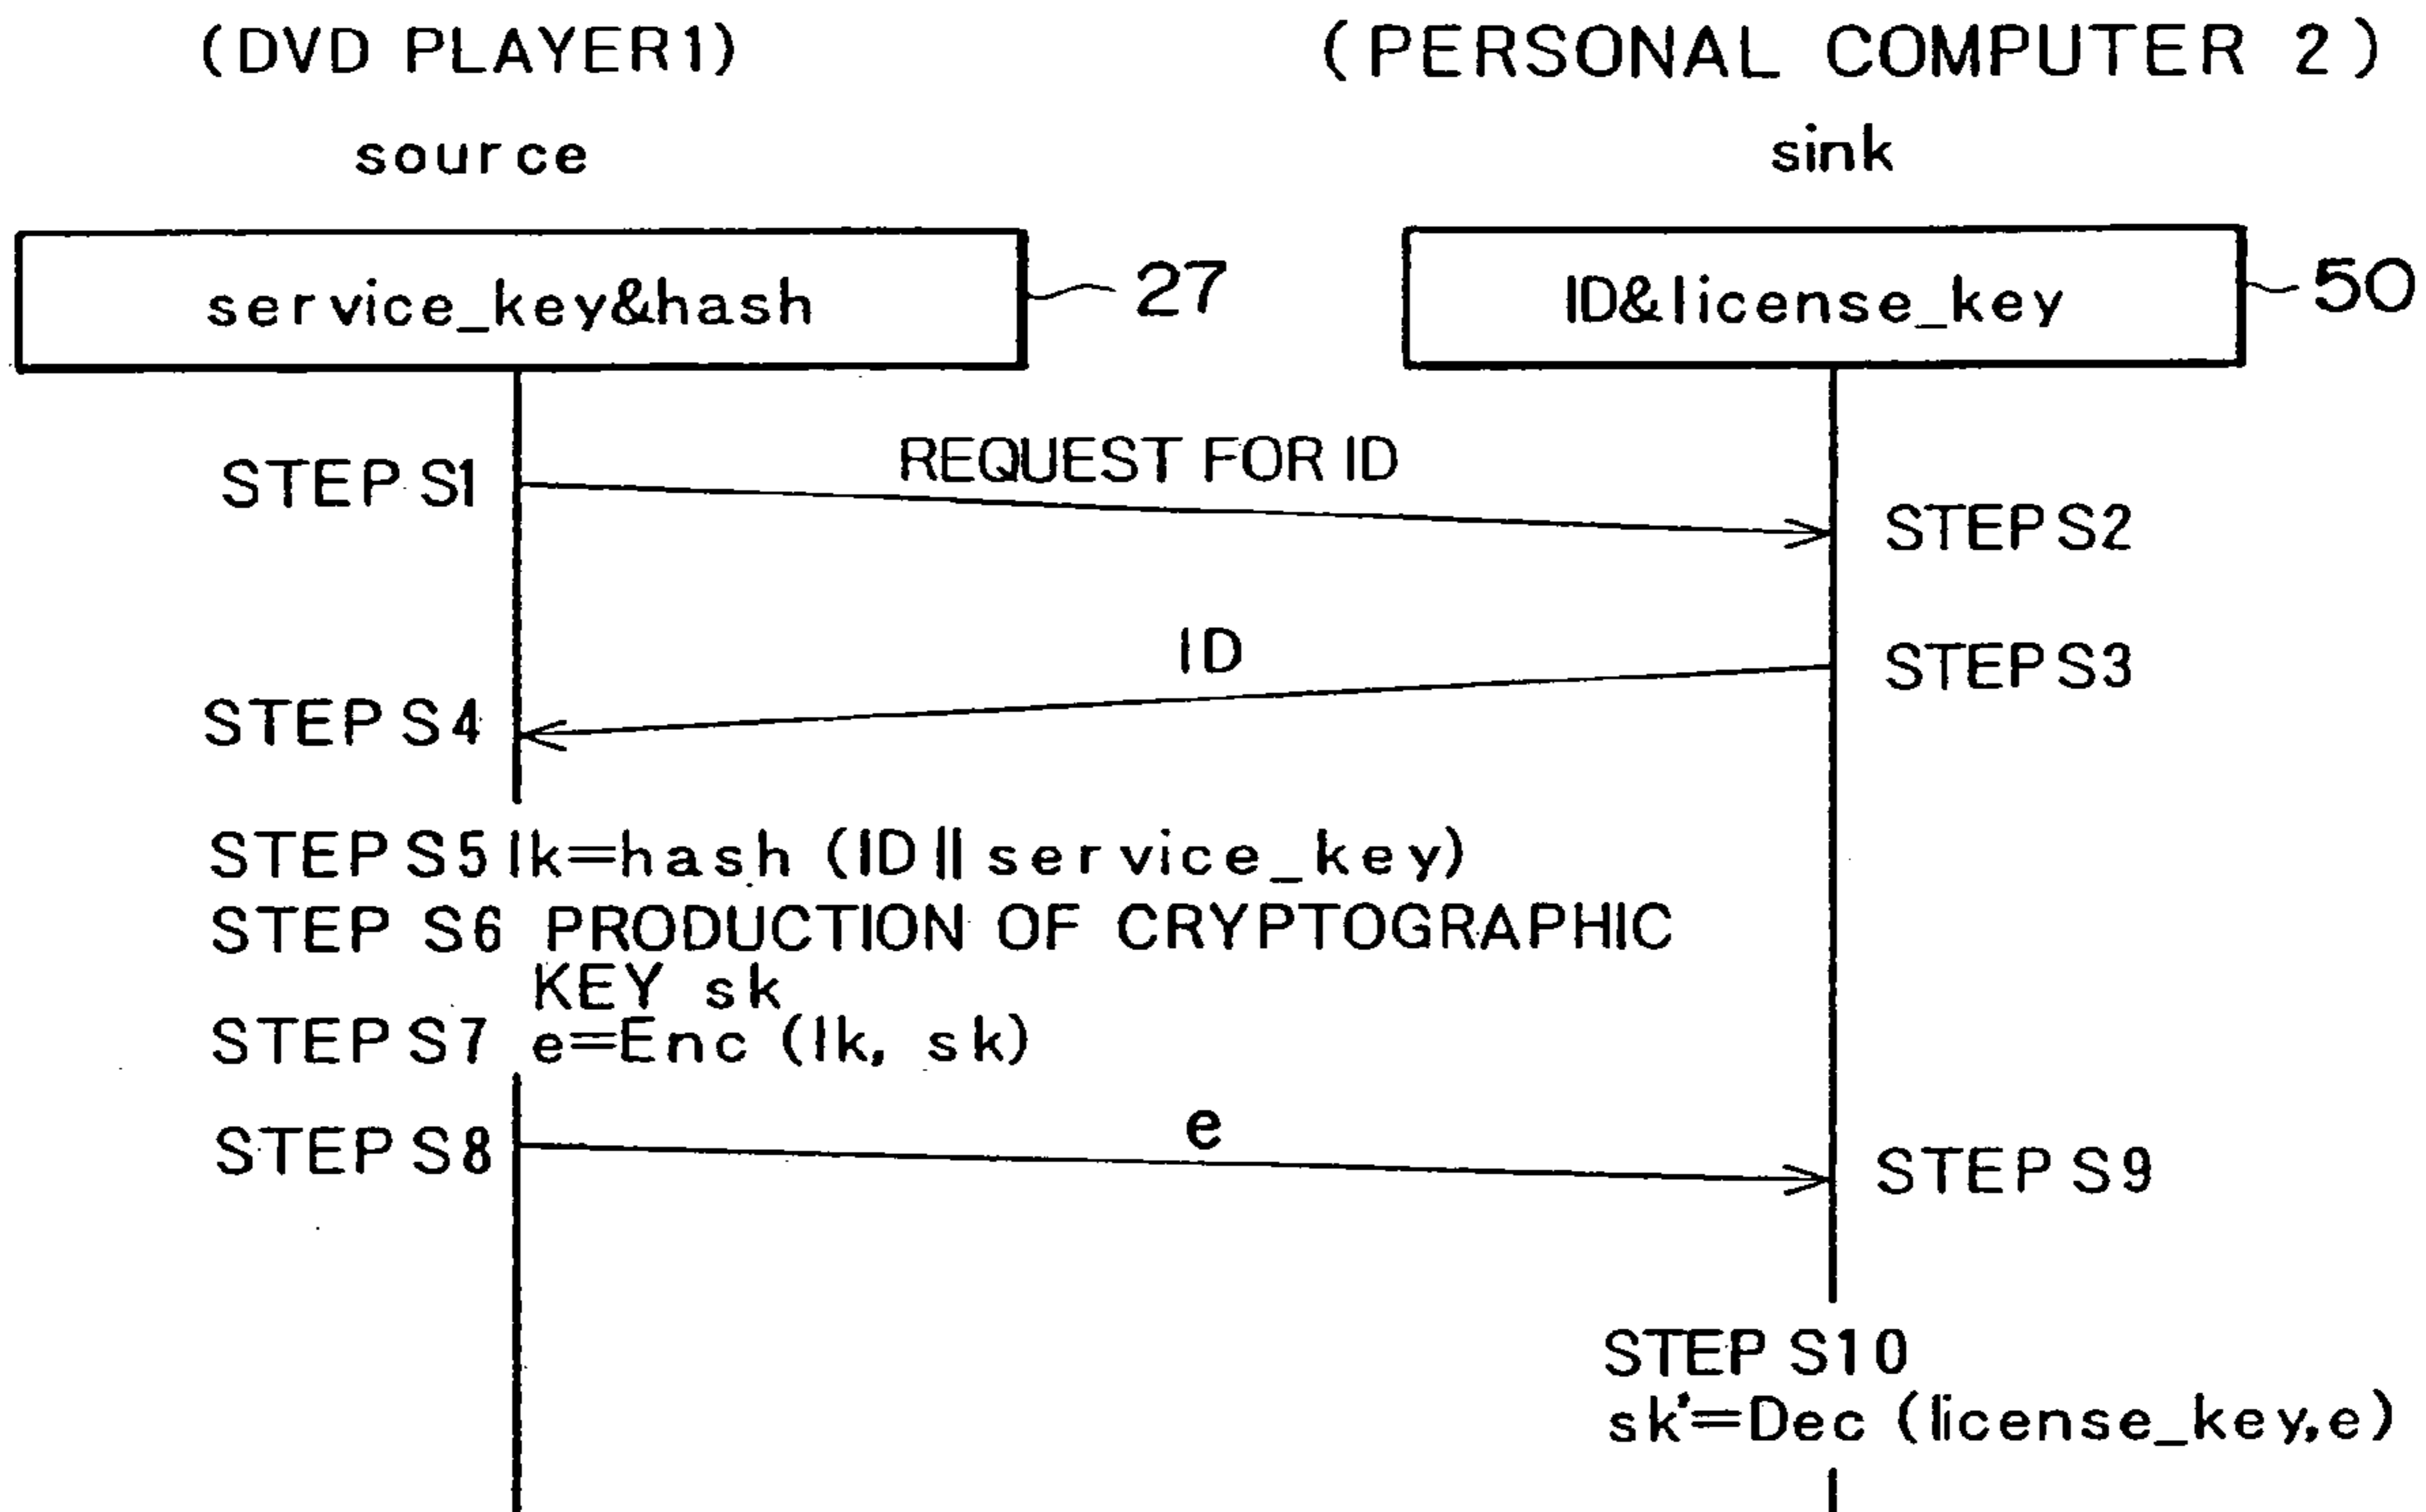 (DVD PLAYER1)
(PERSONAL COMPUTER 2)
source
sink
service_key&hash
27
ID&license_key
50
REQUEST FOR ID
STEP S1
STEP S2
ID
STEP S3
STEP S4
STEP S5 lk=hash (ID || service_key)
STEP S6 PRODUCTION OF CRYPTOGRAPHIC
KEY sk
STEP S7 e=Enc (lk, sk)
e
STEP S8
STEP S9
STEP S10
sk'=Dec (license_key,e)